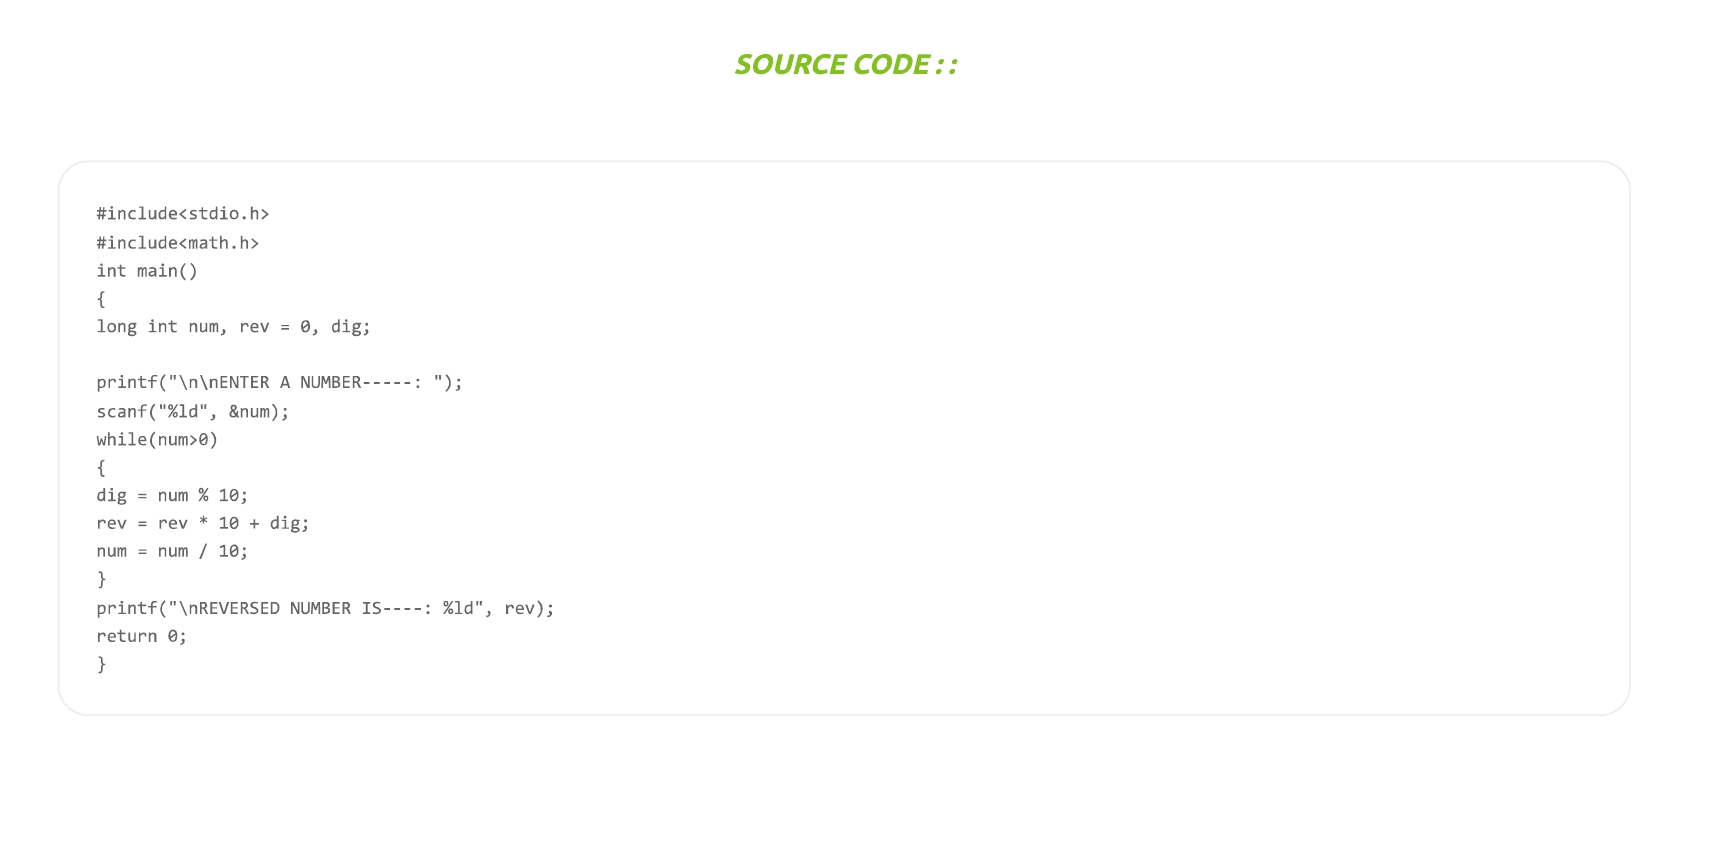 SOURCE CODE : :
#include<stdio.h>
#include<math.h>
int main()
{
long int num, rev = 0, dig;
printf("\n\nENTER A NUMBER-----: ");
scanf("%ld", &num);
while(num>0)
{
dig = num % 10;
rev = rev * 10 + dig;
num = num / 10;
}
printf("\nREVERSED NUMBER IS----: %ld", rev);
return 0;
}